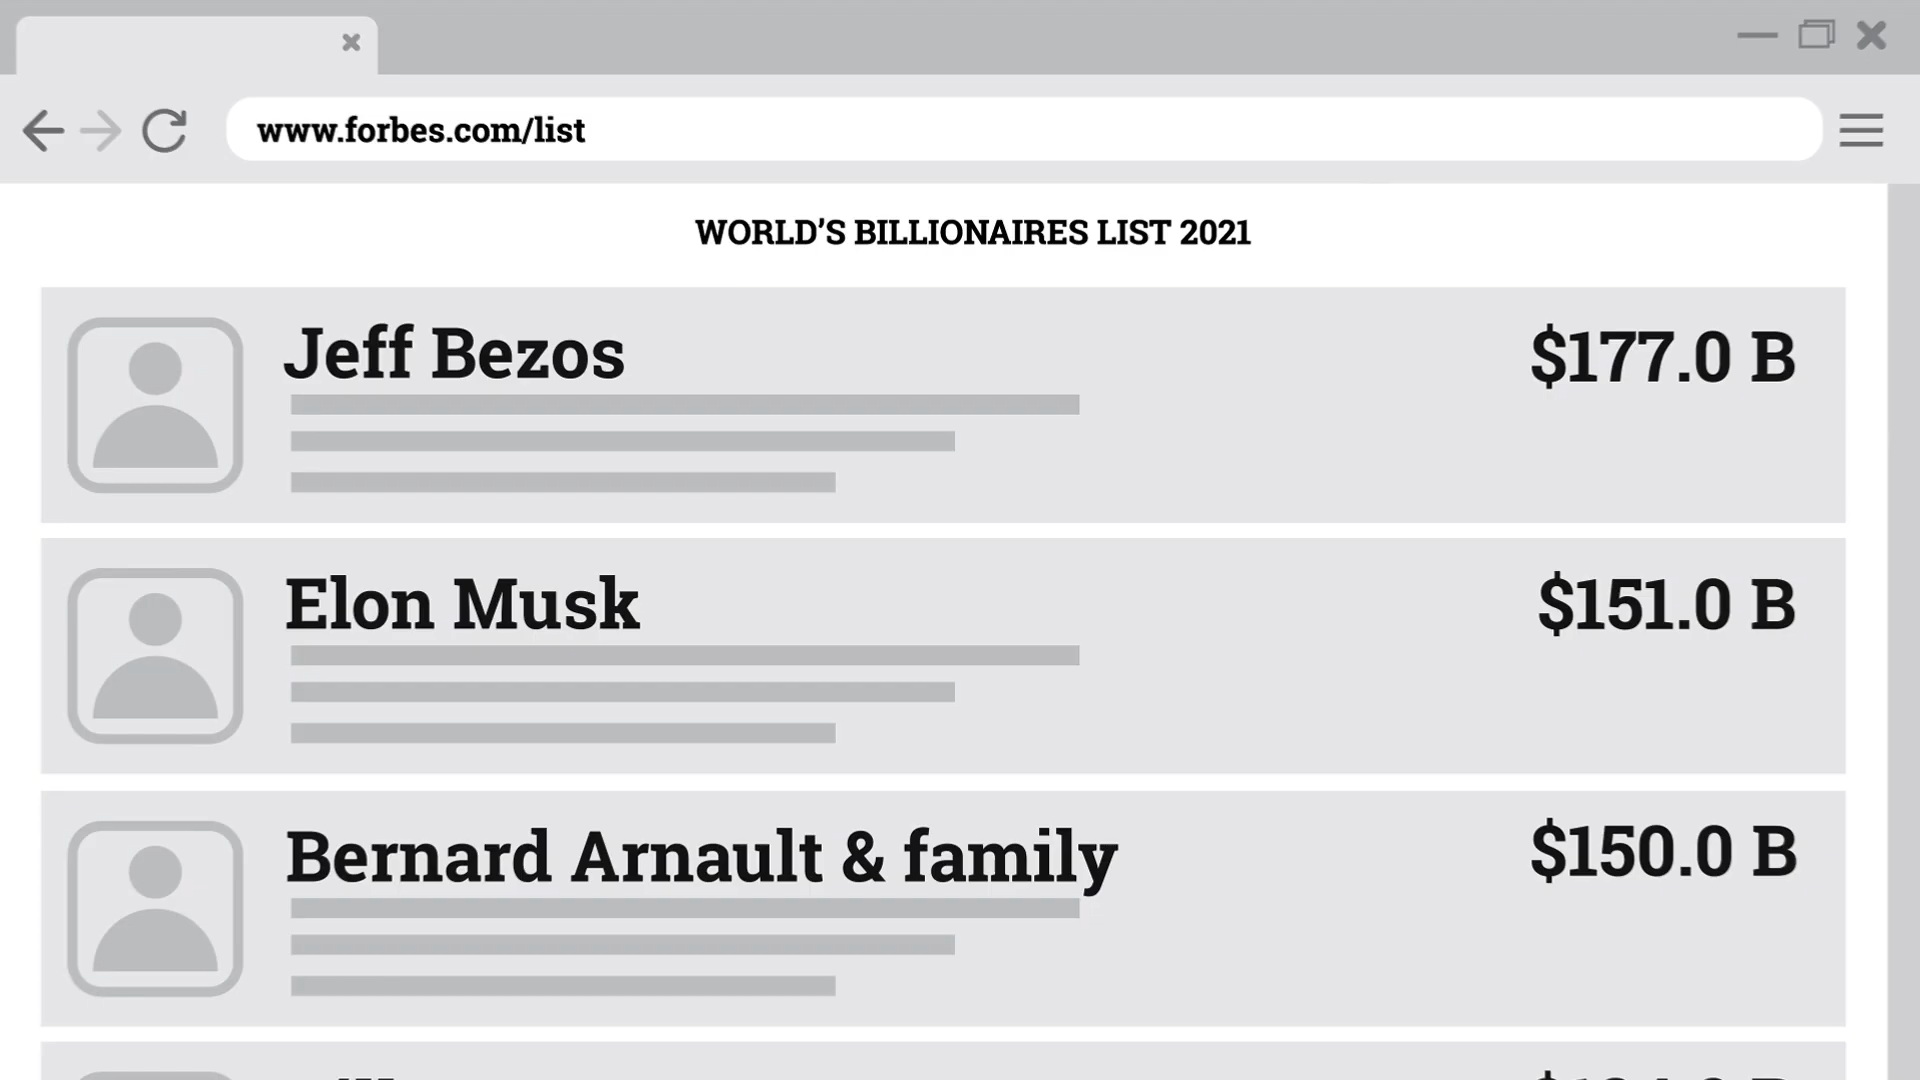 www.forbes.com/list
WORLD'S BILLIONAIRES LIST 2021
Jeff Bezos
$177.0 B
Elon Musk
$151.0 B
Bernard Arnault & family
$150.0 B